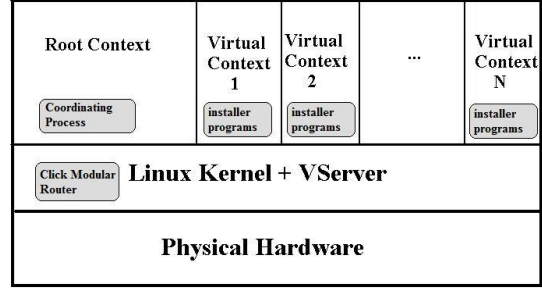 Root Context
Coordinating
Process
Virtual
Context
1
installer
programs
Virtual
Context
2
installer
programs
...
Virtual
Context
N
installer
programs
Click Modular
Router
Linux Kernel + VServer
Physical Hardware